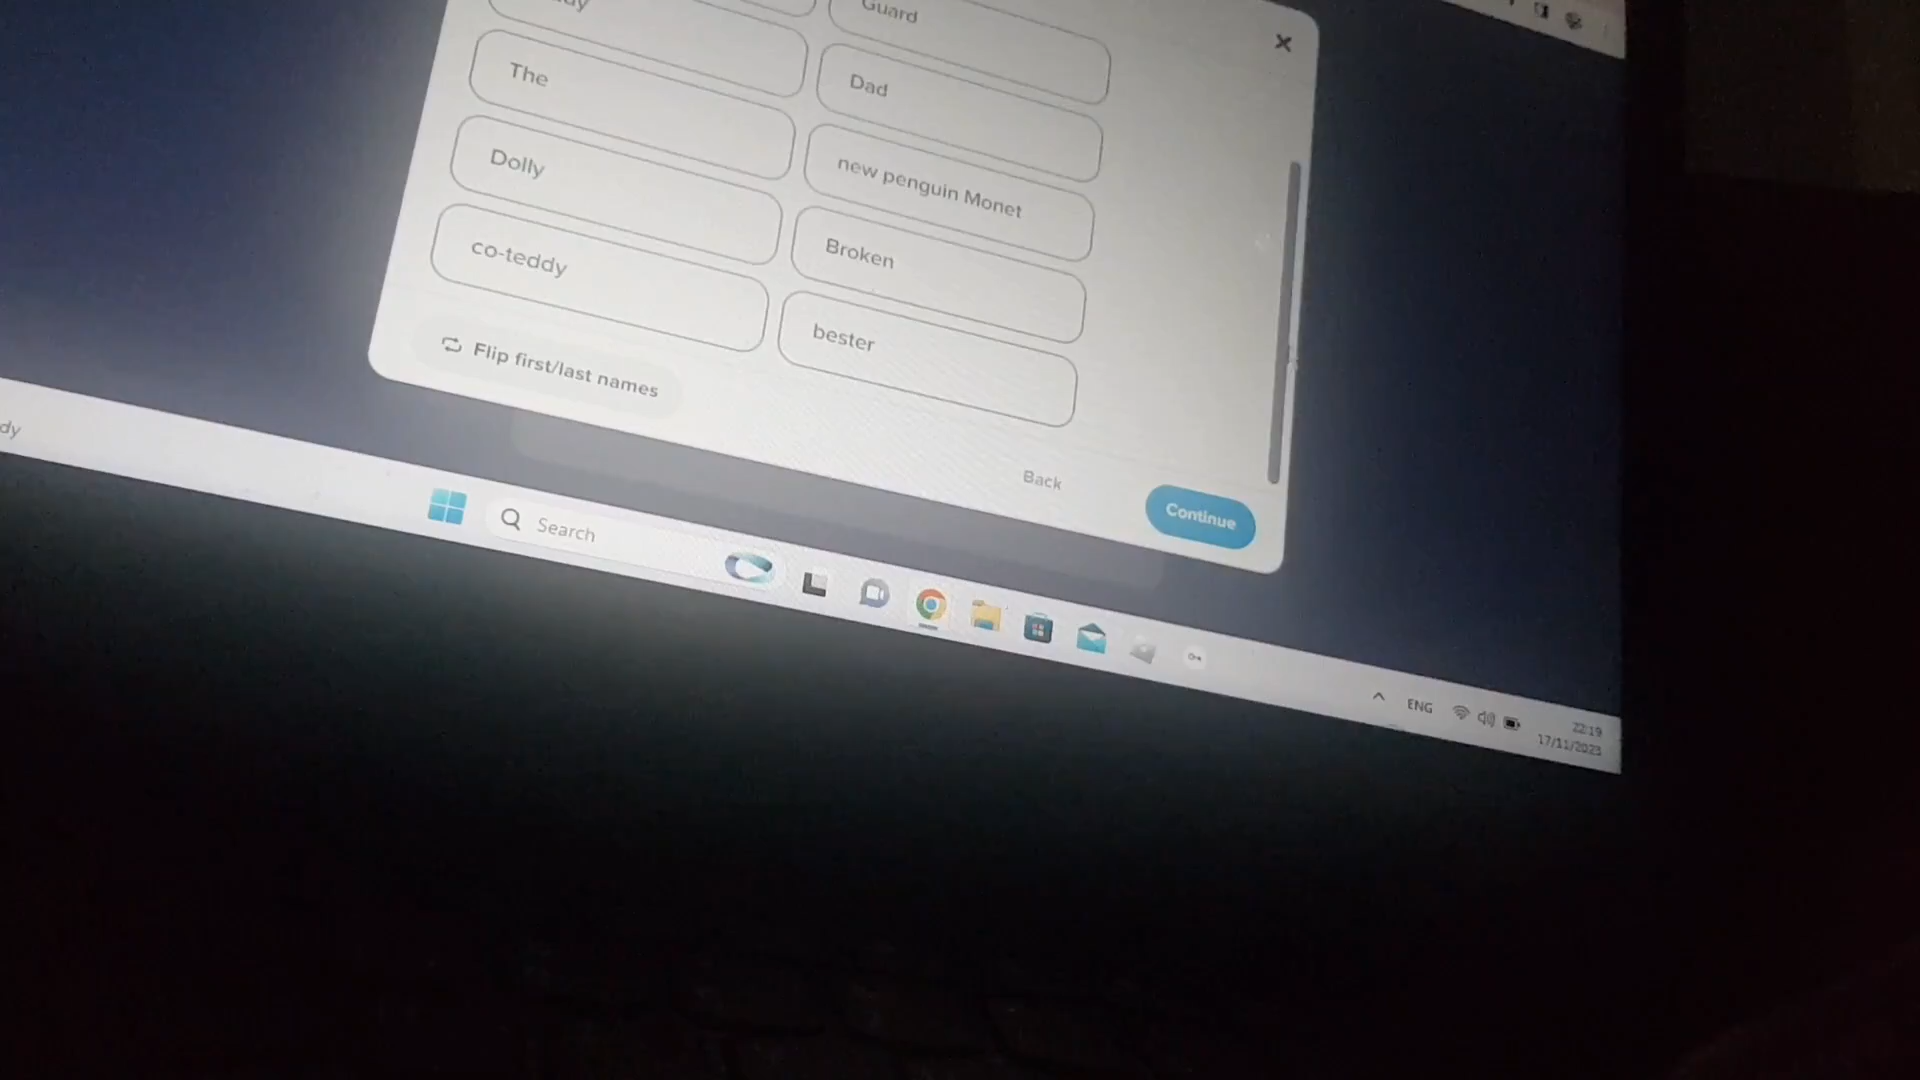 Guard
The
Dad
Dolly
new penguin Monet
co-teddy
Broken
bester
Flip first/last names
Back
Continue
Search
ENG
22:19
17/11/2023